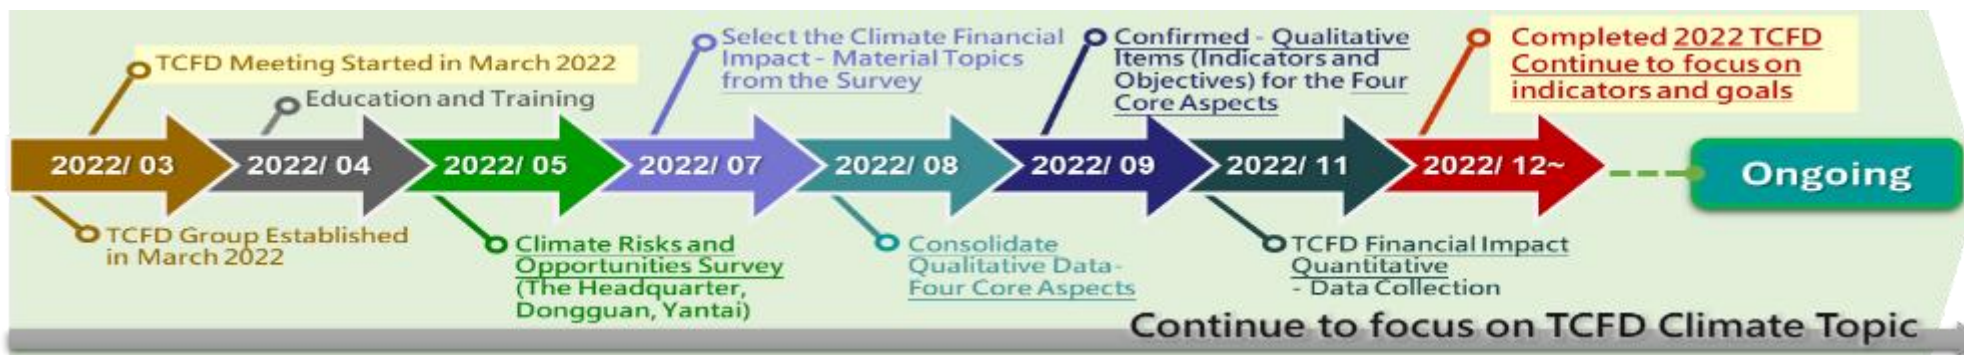 TCFD Meeting Started in March 2022
Education and Training
Select the Climate Financial
Impact – Material Topics
from the Survey
Confirmed - Qualitative
Items (Indicators and
Objectives) for the Four
Core Aspects
Completed 2022 TCFD
Continue to focus on
indicators and goals
2022/ 03
2022/ 04
2022/ 05
2022/ 07
2022/ 08
2022/ 09
2022/ 11
2022/ 12~
Ongoing
TCFD Group Established
in March 2022
Climate Risks and
Opportunities Survey
(The Headquarter,
Dongguan, Yantai)
Consolidate
Qualitative Data-
Four Core Aspects
TCFD Financial Impact
Quantitative
- Data Collection
Continue to focus on TCFD Climate Topic